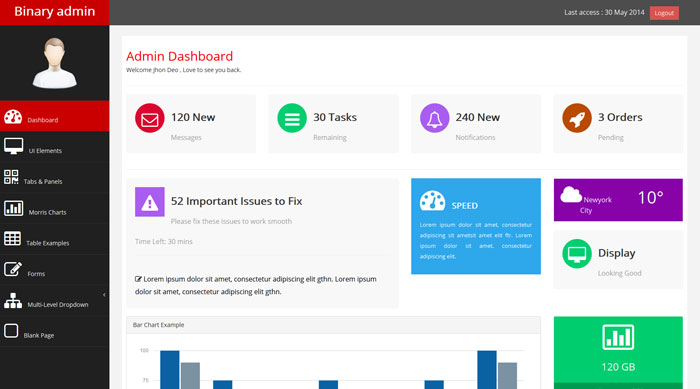 Binary admin
Last access : 30 May 2014
Logout
Dashboard
UI Elements
Tabs & Panels
Morris Charts
Table Examples
Forms
Multi-Level Dropdown
Blank Page
Admin Dashboard
Welcome Jhon Deo , Love to see you back.
120 New
Messages
30 Tasks
Remaining
240 New
Notifications
3 Orders
Pending
52 Important Issues to Fix
Please fix these issues to work smooth
Time Left: 30 mins
Lorem ipsum dolor sit amet, consectetur adipiscing elit gthn. Lorem ipsum
dolor sit amet, consectetur adipiscing elit gthn.
SPEED
Lorem ipsum dolor sit amet, consectetur
adipiscing sit ametsit amet elit ftr. Lorem
ipsum dolor sit amet, consectetur
adipiscing elit.
Newyork
City
10°
Display
Looking Good
Bar Chart Example
100
75
120 GB